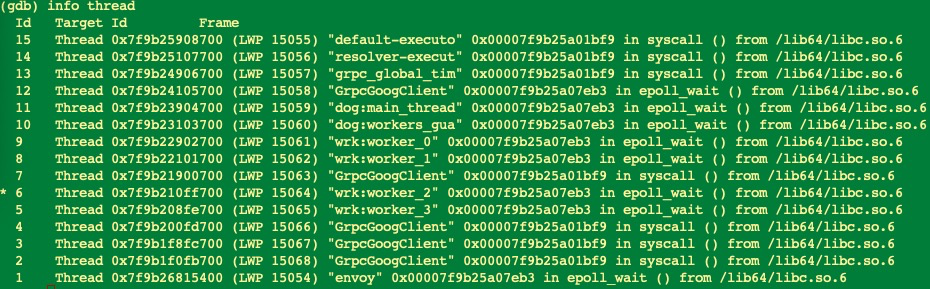 (gdb) info thread
Id Target Id Frame
15 Thread 0x7f9b25908700 (LWP 15055) "default-executo" 0x00007f9b25a01bf9 in syscall () from /lib64/libc.so.6
14 Thread 0x7f9b25107700 (LWP 15056) "resolver-execut" 0x00007f9b25a01bf9 in syscall () from /lib64/libc.so.6
13 Thread 0x7f9b24906700 (LWP 15057) "grpc_global_tim" 0x00007f9b25a01bf9 in syscall () from /lib64/libc.so.6
12 Thread 0x7f9b24105700 (LWP 15058) "GrpcGoogClient" 0x00007f9b25a07eb3 in epoll_wait () from /lib64/libc.so.6
11 Thread 0x7f9b23904700 (LWP 15059) "dog:main_thread" 0x00007f9b25a07eb3 in epoll_wait () from /lib64/libc.so.6
10 Thread 0x7f9b23103700 (LWP 15060) "dog:workers_gua" 0x00007f9b25a07eb3 in epoll_wait () from /lib64/libc.so.6
9 Thread 0x7f9b22902700 (LWP 15061) "wrk:worker_0" 0x00007f9b25a07eb3 in epoll_wait () from /lib64/libc.so.6
8 Thread 0x7f9b22101700 (LWP 15062) "wrk:worker_1" 0x00007f9b25a07eb3 in epoll_wait () from /lib64/libc.so.6
7 Thread 0x7f9b21900700 (LWP 15063) "GrpcGoogClient" 0x00007f9b25a01bf9 in syscall () from /lib64/libc.so.6
* 6 Thread 0x7f9b210ff700 (LWP 15064) "wrk:worker_2" 0x00007f9b25a07eb3 in epoll_wait () from /lib64/libc.so.6
5 Thread 0x7f9b208fe700 (LWP 15065) "wrk:worker_3" 0x00007f9b25a07eb3 in epoll_wait () from /lib64/libc.so.6
4 Thread 0x7f9b200fd700 (LWP 15066) "GrpcGoogClient" 0x00007f9b25a01bf9 in syscall () from /lib64/libc.so.6
3 Thread 0x7f9b1f8fc700 (LWP 15067) "GrpcGoogClient" 0x00007f9b25a01bf9 in syscall () from /lib64/libc.so.6
2 Thread 0x7f9b1f0fb700 (LWP 15068) "GrpcGoogClient" 0x00007f9b25a01bf9 in syscall () from /lib64/libc.so.6
1 Thread 0x7f9b26815400 (LWP 15054) "envoy" 0x00007f9b25a07eb3 in epoll_wait () from /lib64/libc.so.6